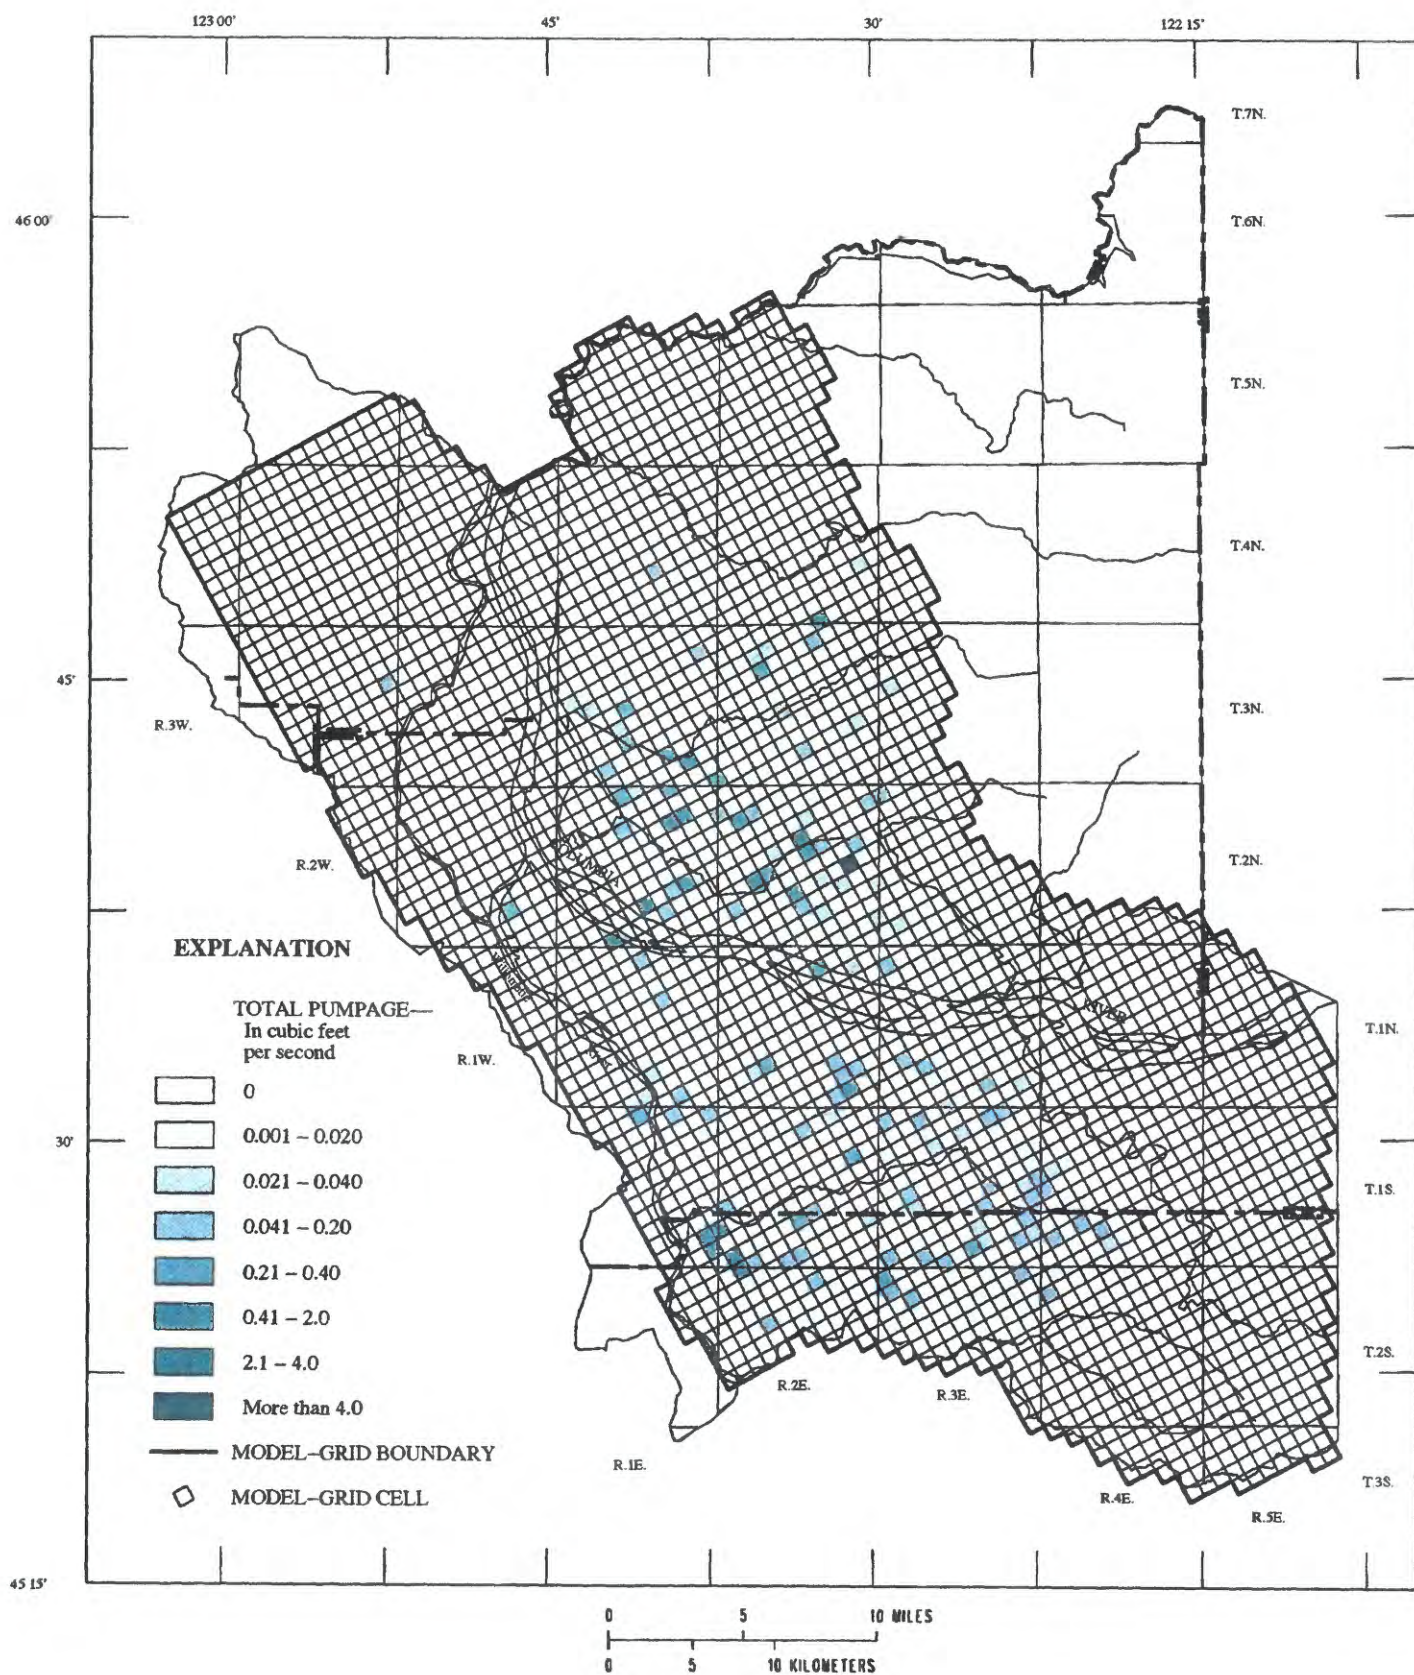 123 00'
45'
30'
122 15'
T.7N.
46 00'
T.6N.
T.5N.
T.4N.
45'
R.3W.
T.3N.
R.2W.
COLUMBIA
T.2N.
EXPLANATION
TOTAL PUMPAGE—
In cubic feet
per second
RIVER
R.1W.
T.1N.
0
0.001 – 0.020
30'
0.021 – 0.040
T.1S.
0.041 – 0.20
0.21 – 0.40
0.41 – 2.0
2.1 – 4.0
T.2S.
R.2E.
R.3E.
More than 4.0
MODEL–GRID BOUNDARY
R.1E.
T.3S.
MODEL–GRID CELL
R.4E.
R.5E.
45 15'
0 5 10 MILES
0 5 10 KILOMETERS